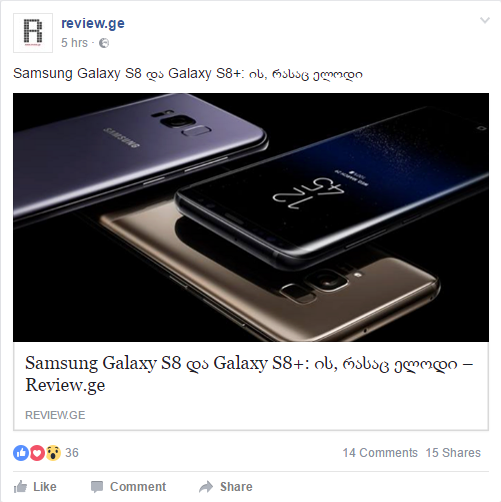 review.ge
5 hrs ·
Samsung Galaxy S8 და Galaxy S8+: ის, რასაც ელოდი
SAMSUNG
12
45
Samsung Galaxy S8 და Galaxy S8+: ის, რასაც ელოდი –
Review.ge
REVIEW.GE
36
14 Comments 15 Shares
Like Comment Share